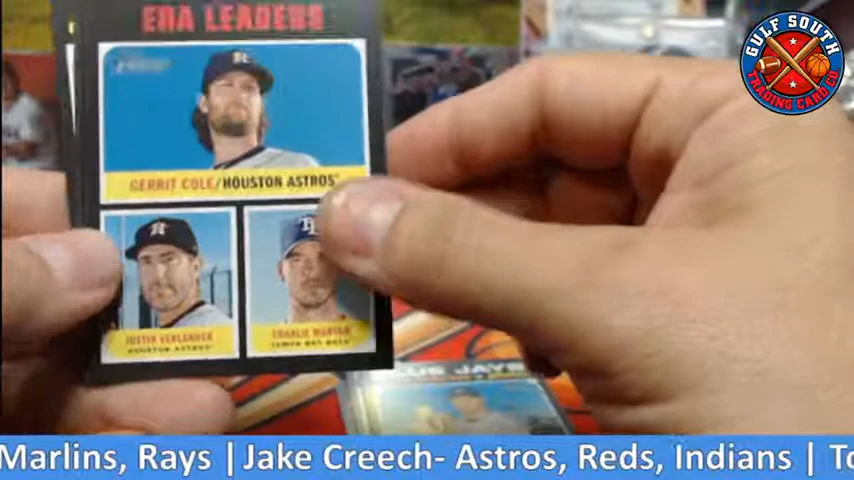 ERA LEADERS
Heritage
GERRIT COLE/HOUSTON ASTROS
JUSTIN VERLANDER
HOUSTON ASTROS
CHARLIE MORTON
TAMPA BAY RAYS
GULF SOUTH
TRADING CARD CO
Marlins, Rays | Jake Creech- Astros, Reds, Indians | To